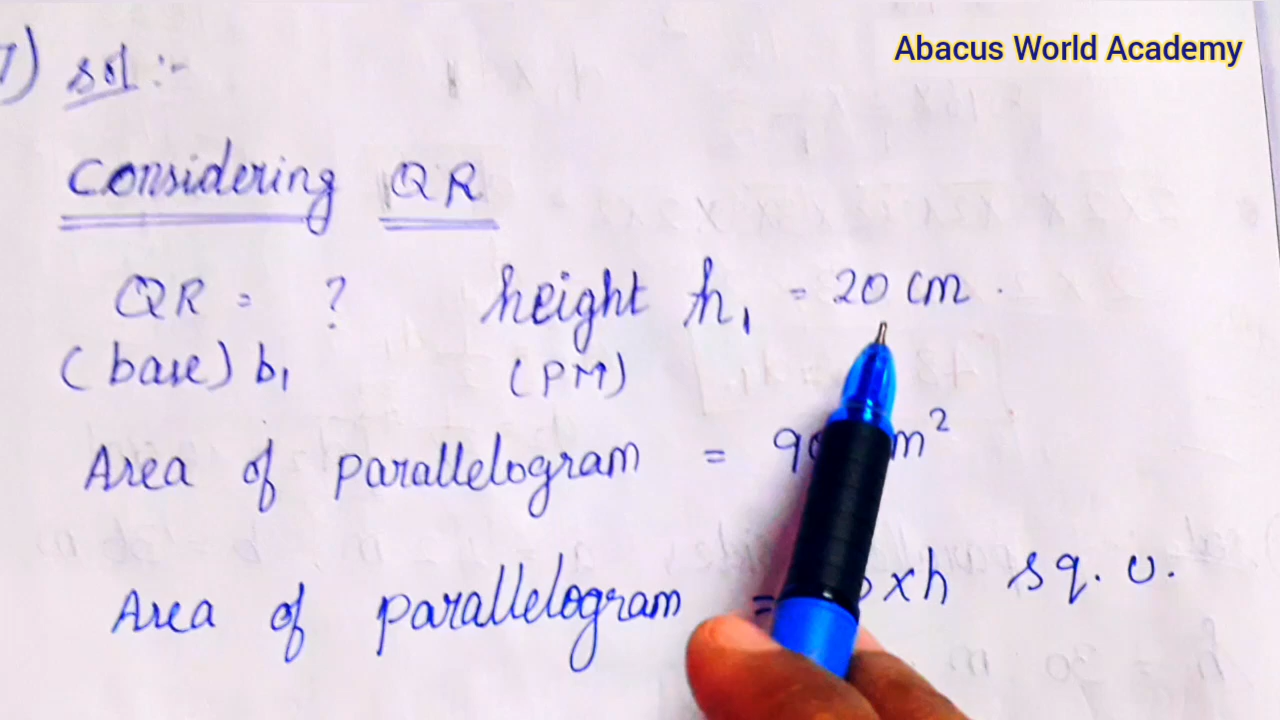 Abacus World Academy
7) sol :-
Considering QR
QR = ? height h₁ = 20 cm.
(base) b₁ (PM)
Area of parallelogram = m²
Area of parallelogram = xh sq. u.